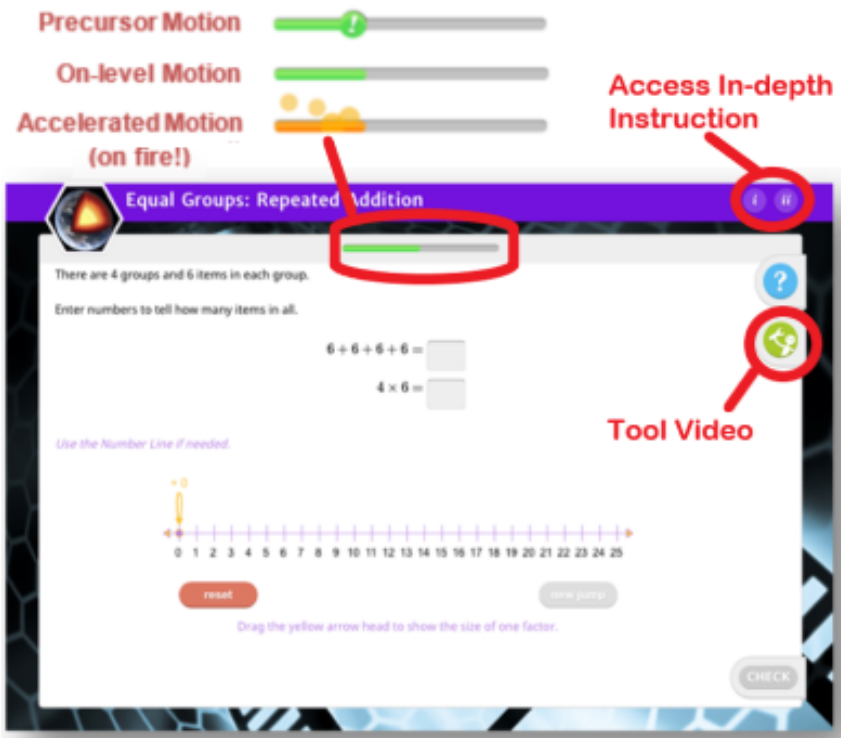 Precursor Motion
On-level Motion
Accelerated Motion
(on fire!)
Access In-depth
Instruction
Equal Groups: Repeated Addition
i ii
There are 4 groups and 6 items in each group.
?
Enter numbers to tell how many items in all.
6 + 6 + 6 + 6 =
4 × 6 =
Tool Video
Use the Number Line if needed.
+ 0
0 1 2 3 4 5 6 7 8 9 10 11 12 13 14 15 16 17 18 19 20 21 22 23 24 25
reset
new jump
Drag the yellow arrow head to show the size of one factor.
CHECK